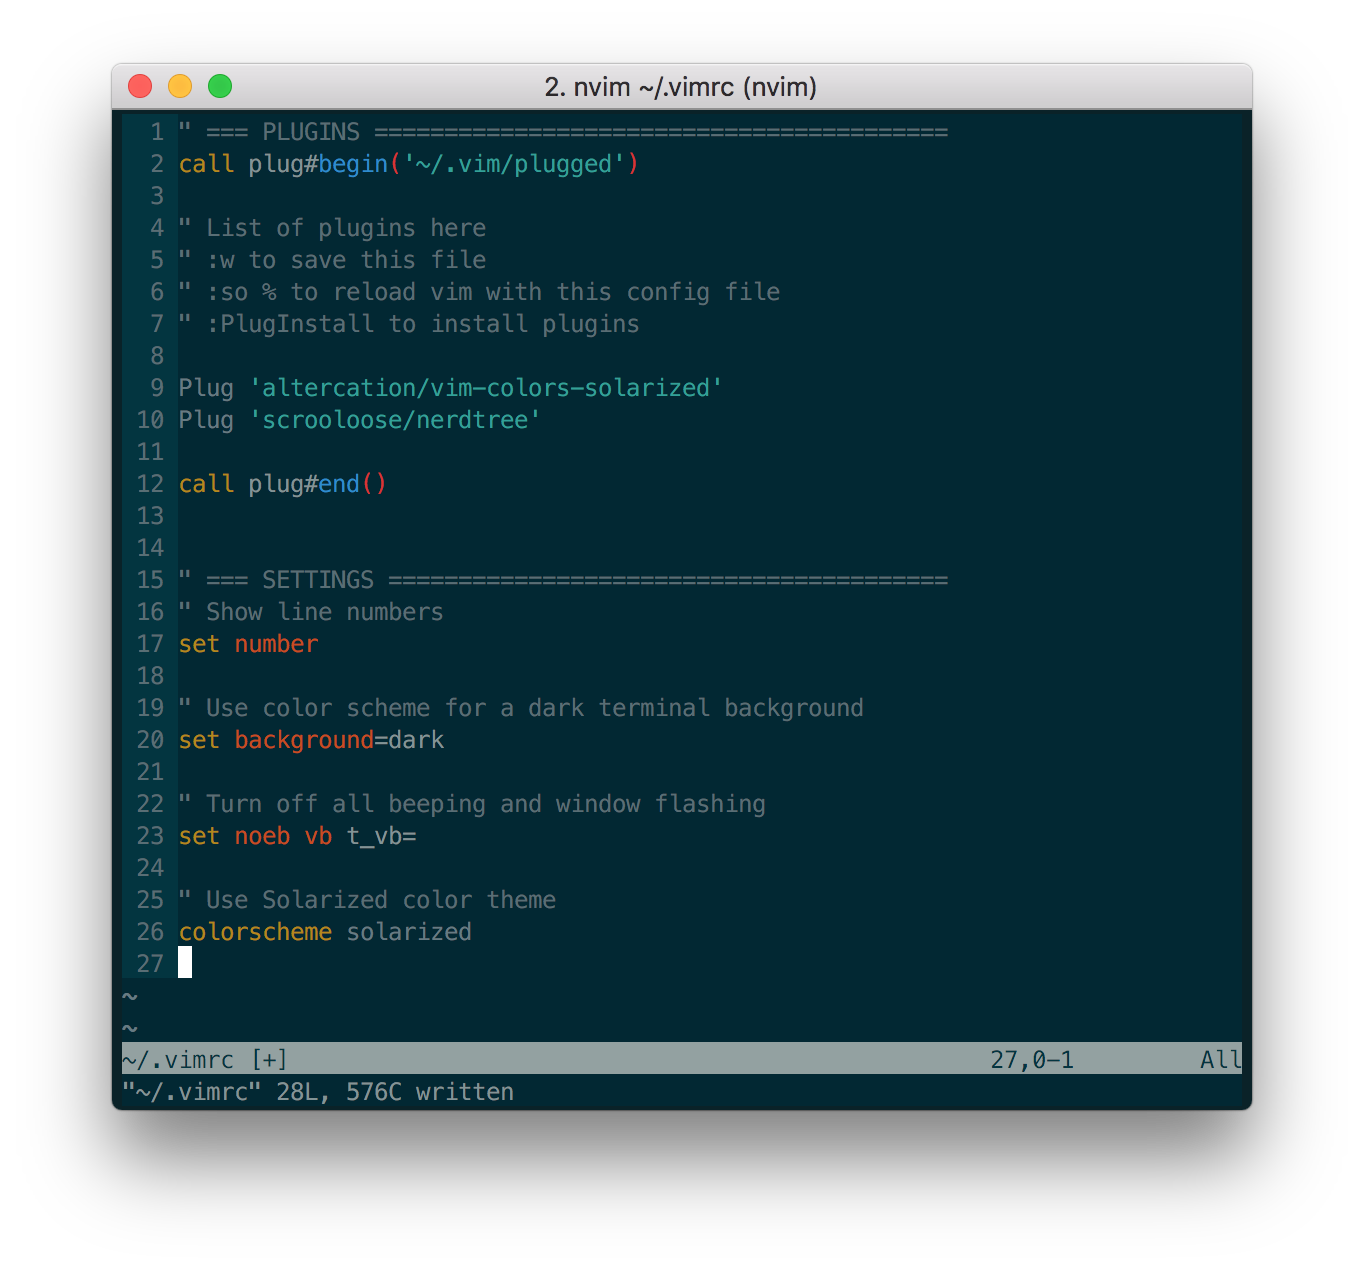 2. nvim ~/.vimrc (nvim)
1 " === PLUGINS =========================================
2 call plug#begin('~/.vim/plugged')
3
4 " List of plugins here
5 " :w to save this file
6 " :so % to reload vim with this config file
7 " :PlugInstall to install plugins
8
9 Plug 'altercation/vim-colors-solarized'
10 Plug 'scrooloose/nerdtree'
11
12 call plug#end()
13
14
15 " === SETTINGS ========================================
16 " Show line numbers
17 set number
18
19 " Use color scheme for a dark terminal background
20 set background=dark
21
22 " Turn off all beeping and window flashing
23 set noeb vb t_vb=
24
25 " Use Solarized color theme
26 colorscheme solarized
27
~
~
~/.vimrc [+] 27,0-1 All
"~/.vimrc" 28L, 576C written